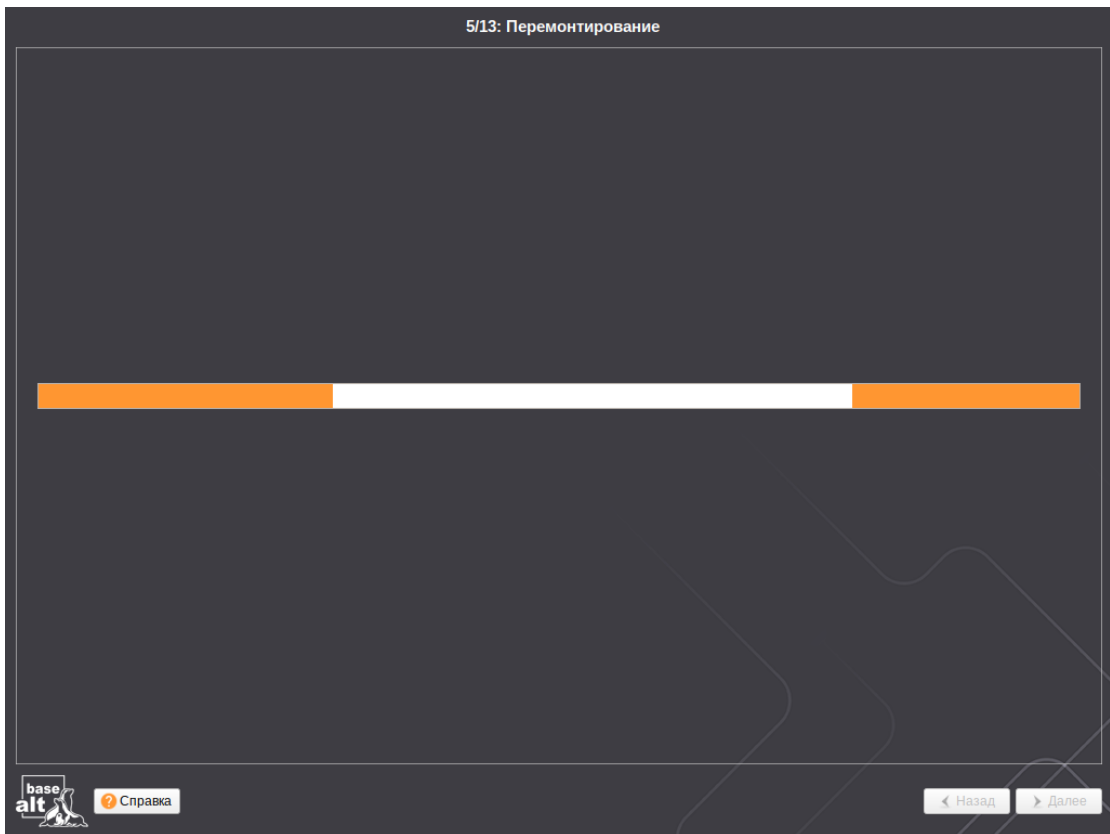 5/13: Перемонтирование
base
alt
Справка
Назад
Далее